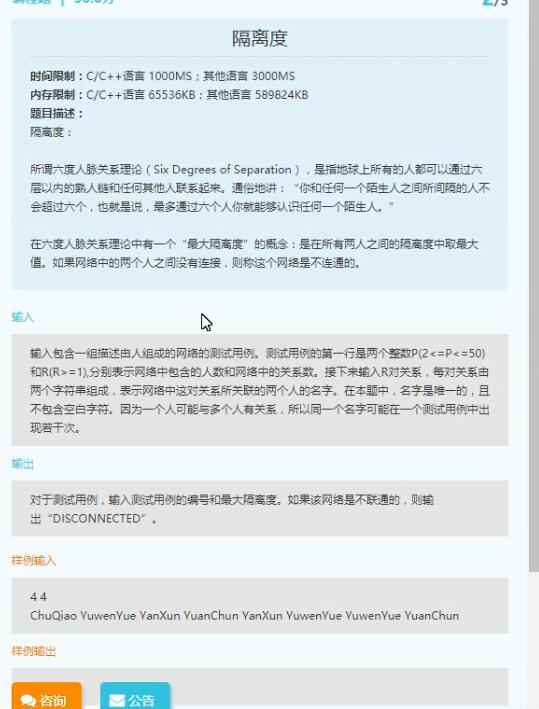 2/3
隔离度
时间限制：C/C++语言 1000MS；其他语言 3000MS
内存限制：C/C++语言 65536KB；其他语言 589824KB
题目描述：
隔离度：
所谓六度人脉关系理论（Six Degrees of Separation），是指地球上所有的人都可以通过六
层以内的熟人链和任何其他人联系起来。通俗地讲：“你和任何一个陌生人之间所间隔的人不
会超过六个，也就是说，最多通过六个人你就能够认识任何一个陌生人。”
在六度人脉关系理论中有一个“最大隔离度”的概念：是在所有两人之间的隔离度中取最大
值。如果网络中的两个人之间没有连接，则称这个网络是不连通的。
输入
输入包含一组描述由人组成的网络的测试用例。测试用例的第一行是两个整数P(2<=P<=50)
和R(R>=1),分别表示网络中包含的人数和网络中的关系数。接下来输入R对关系，每对关系由
两个字符串组成，表示网络中这对关系所关联的两个人的名字。在本题中，名字是唯一的，且
不包含空白字符。因为一个人可能与多个人有关系，所以同一个名字可能在一个测试用例中出
现若干次。
输出
对于测试用例，输入测试用例的编号和最大隔离度。如果该网络是不联通的，则输
出“DISCONNECTED”。
样例输入
4 4
ChuQiao YuwenYue YanXun YuanChun YanXun YuwenYue YuwenYue YuanChun
样例输出
咨询 公告